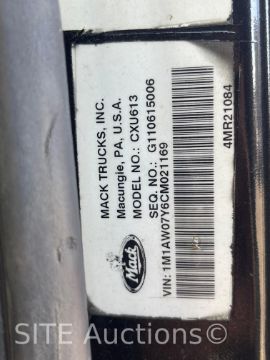 MACK TRUCKS, INC.
Macungie, PA, U.S.A.
MODEL NO.: CXU613
SEQ. NO.: G110615006
VIN: 1M1AW07Y6CM021169
Mack
4MR21084
SITE Auctions(c)